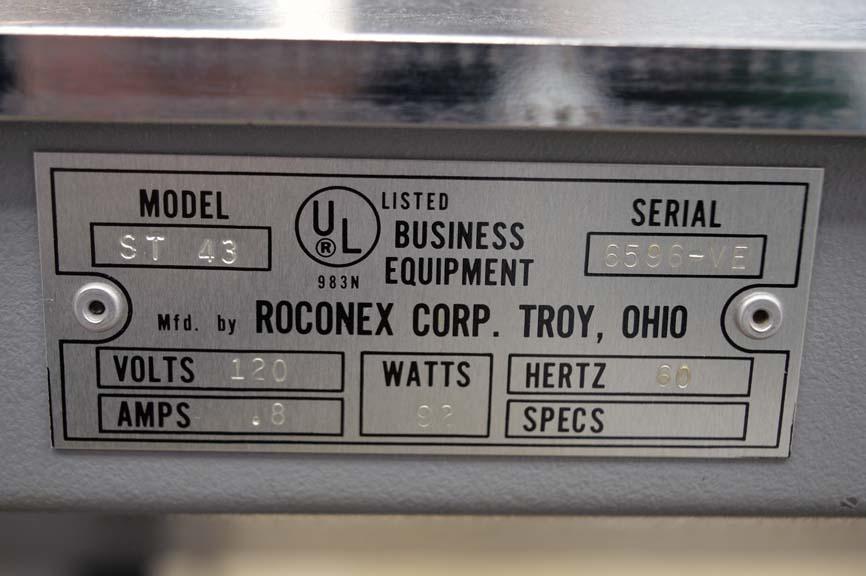 MODEL
ST 43
UL
®
983N
LISTED
BUSINESS
EQUIPMENT
SERIAL
6596-VE
Mfd. by ROCONEX CORP. TROY, OHIO
VOLTS 120
AMPS .8
WATTS
92
HERTZ 60
SPECS